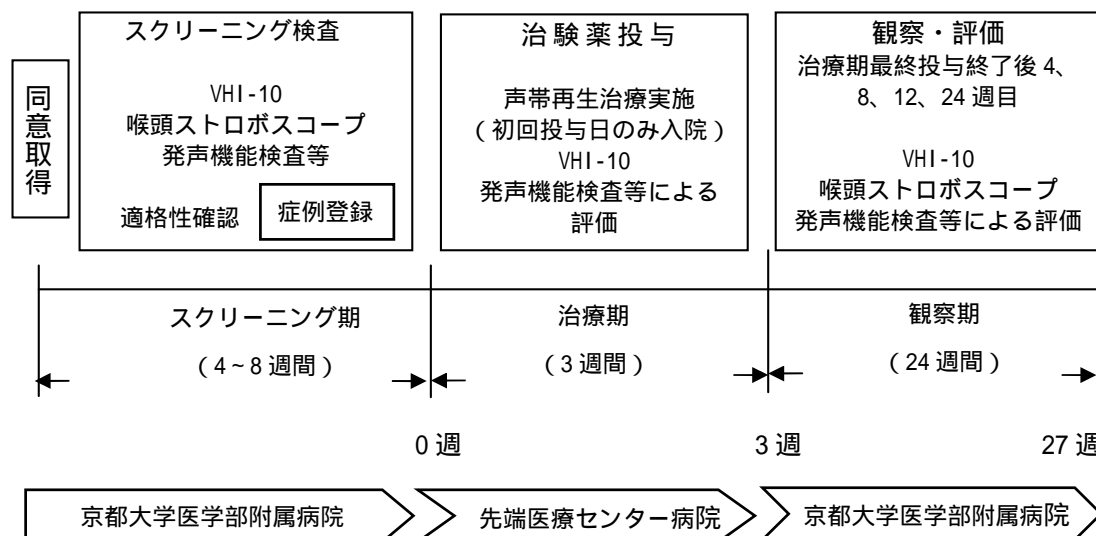 同意取得
スクリーニング検査
VHI-10
喉頭ストロボスコープ
発声機能検査等
適格性確認
症例登録
治験薬投与
声帯再生治療実施
（初回投与日のみ入院）
VHI-10
発声機能検査等による
評価
観察・評価
治療期最終投与終了後 4、
8、12、24 週目
VHI-10
喉頭ストロボスコープ
発声機能検査等による評価
スクリーニング期
（4~8 週間）
治療期
（3 週間）
観察期
（24 週間）
0 週
3 週
27 週
京都大学医学部附属病院
先端医療センター病院
京都大学医学部附属病院